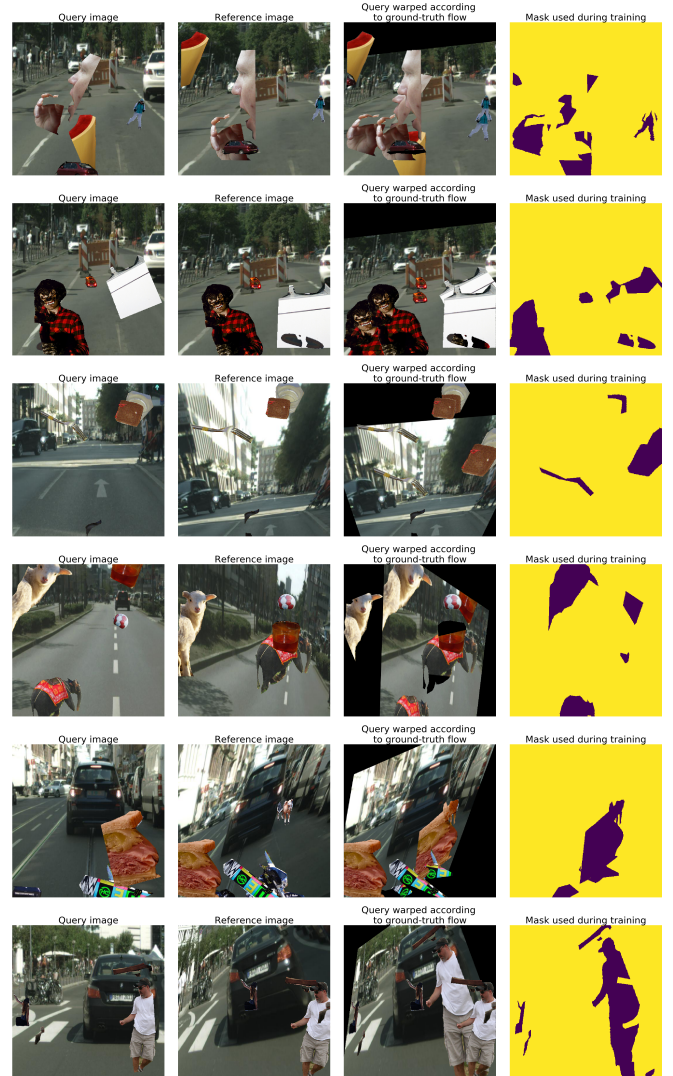 Query image
Reference image
Query warped according
to ground-truth flow
Mask used during training
Query image
Reference image
Query warped according
to ground-truth flow
Mask used during training
Query image
Reference image
Query warped according
to ground-truth flow
Mask used during training
Query image
Reference image
Query warped according
to ground-truth flow
Mask used during training
Query image
Reference image
Query warped according
to ground-truth flow
Mask used during training
Query image
Reference image
Query warped according
to ground-truth flow
Mask used during training